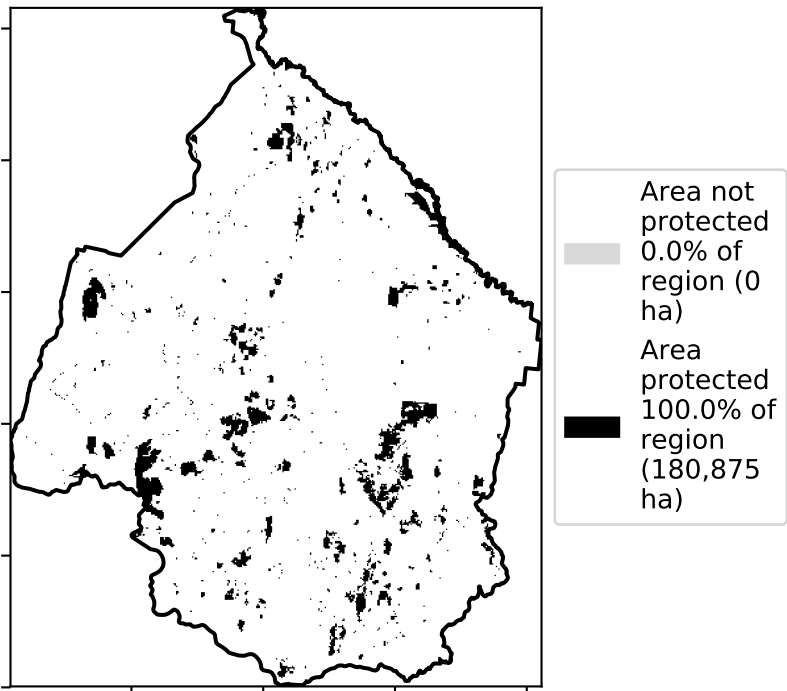 Area not
protected
0.0% of
region (0
ha)
Area
protected
100.0% of
region
(180,875
ha)